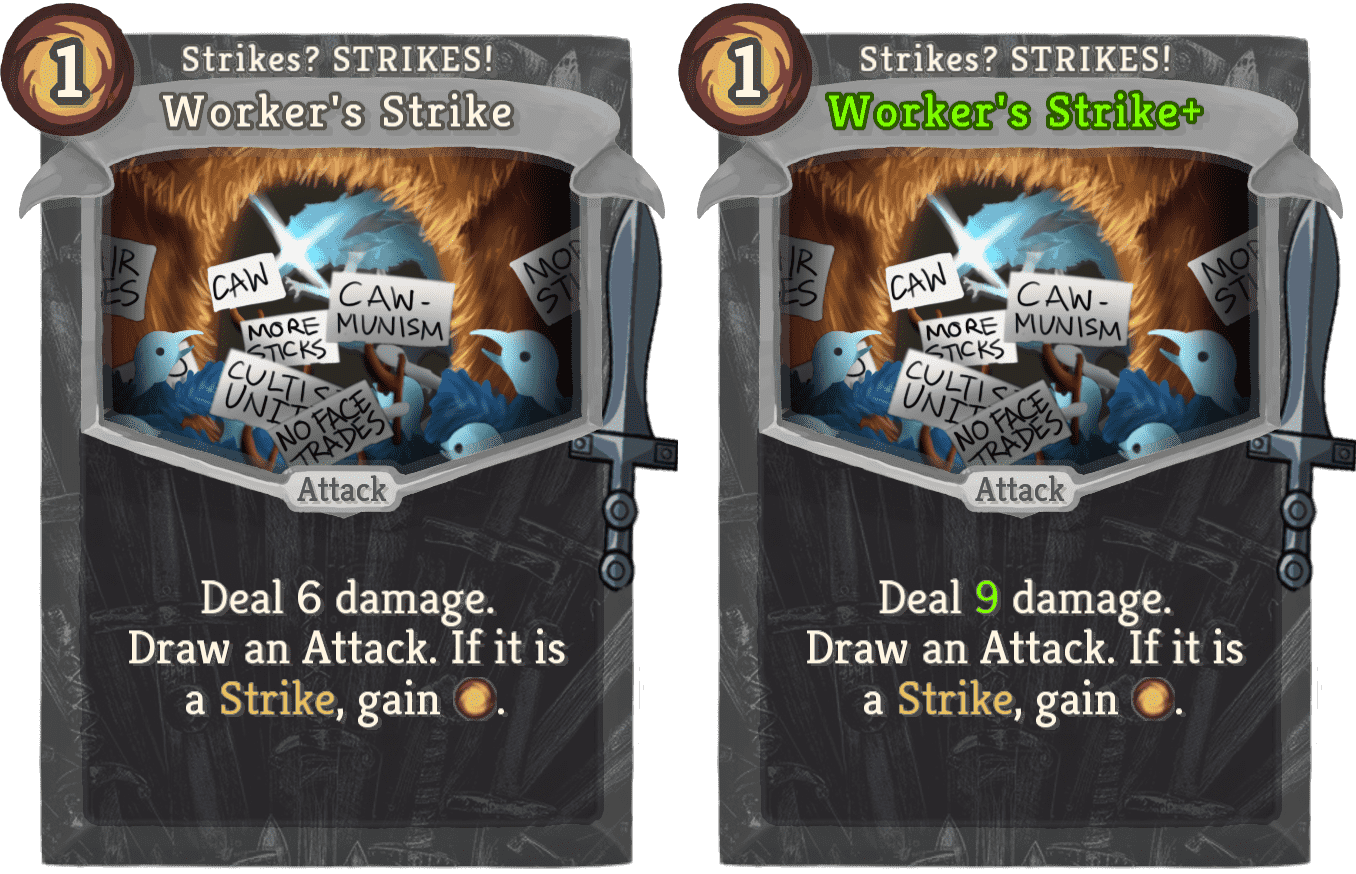 1
Strikes? STRIKES!
Worker's Strike
CAW
CAW-
MUNISM
MORE
STICKS
NO FACE
TRADES
Attack
Deal 6 damage.
Draw an Attack. If it is
a Strike, gain .
1
Strikes? STRIKES!
Worker's Strike+
CAW
CAW-
MUNISM
MORE
STICKS
NO FACE
TRADES
Attack
Deal 9 damage.
Draw an Attack. If it is
a Strike, gain .